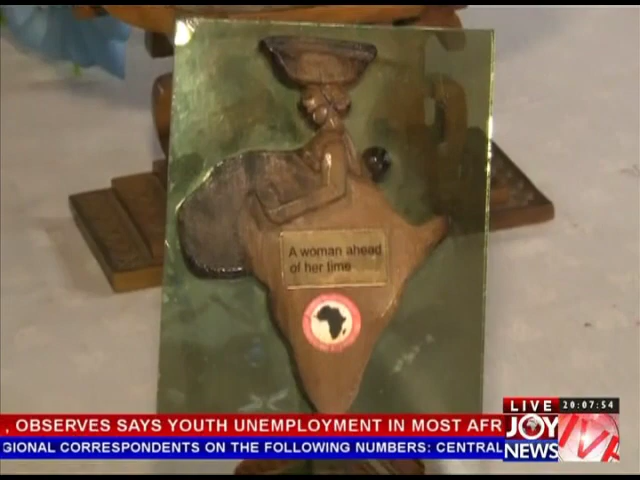 A woman ahead
of her time
LIVE 20:07:54
, OBSERVES SAYS YOUTH UNEMPLOYMENT IN MOST AFR
JOY
GIONAL CORRESPONDENTS ON THE FOLLOWING NUMBERS: CENTRAL
NEWS